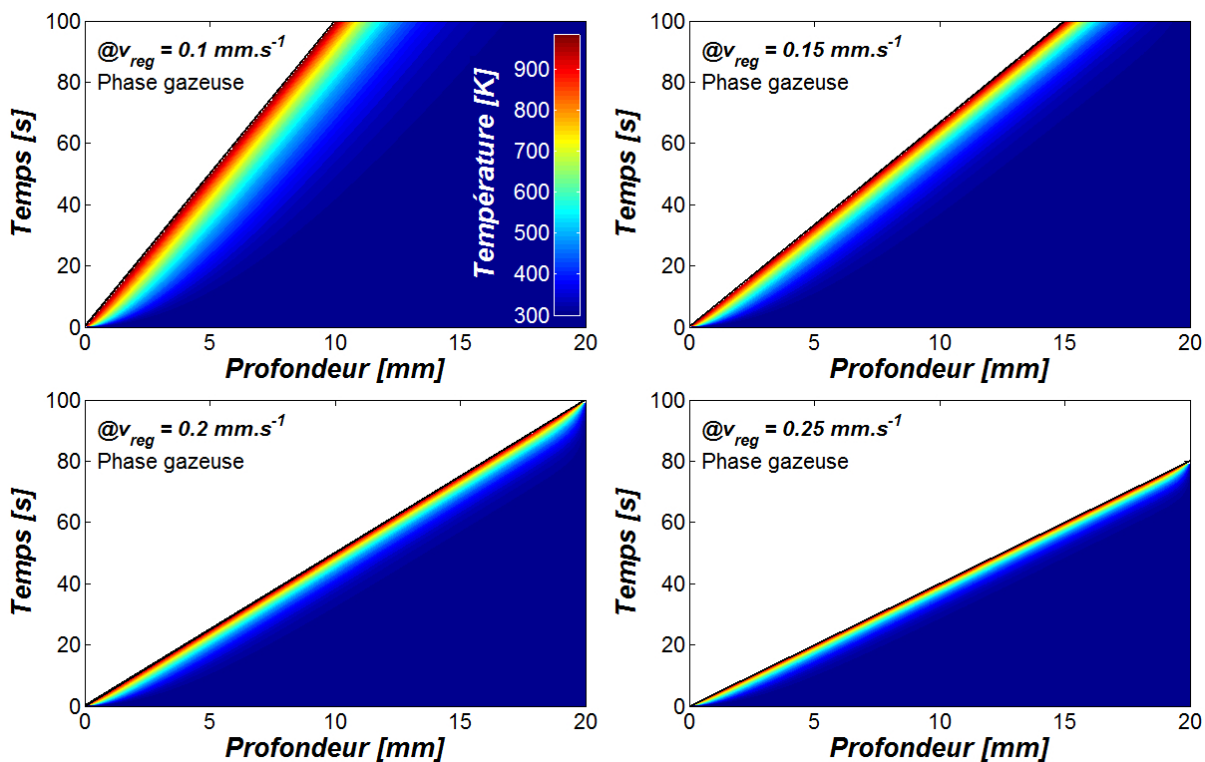 100
80
60
40
20
0
Temps [s]
@v_reg = 0.1 mm.s⁻¹
Phase gazeuse
Température [K]
900
800
700
600
500
400
300
0 5 10 15 20
Profondeur [mm]
100
80
60
40
20
0
Temps [s]
@v_reg = 0.15 mm.s⁻¹
Phase gazeuse
0 5 10 15 20
Profondeur [mm]
100
80
60
40
20
0
Temps [s]
@v_reg = 0.2 mm.s⁻¹
Phase gazeuse
0 5 10 15 20
Profondeur [mm]
100
80
60
40
20
0
Temps [s]
@v_reg = 0.25 mm.s⁻¹
Phase gazeuse
0 5 10 15 20
Profondeur [mm]